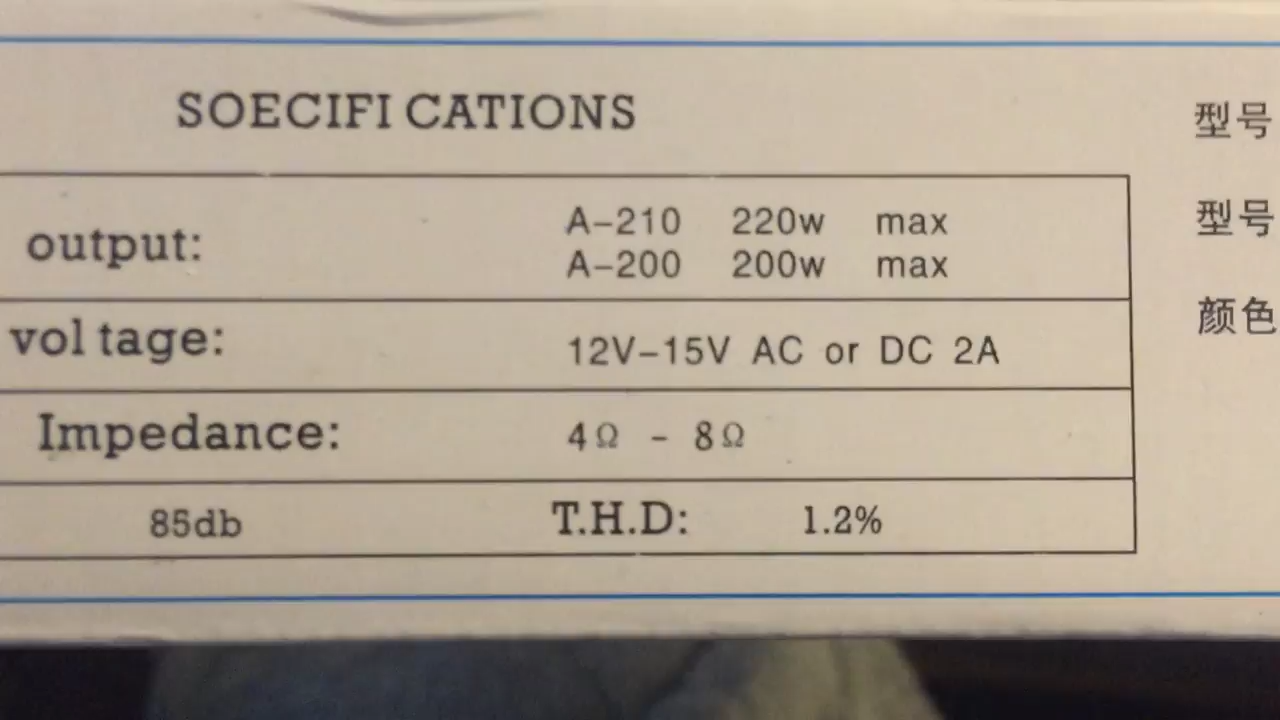 SOECIFI CATIONS
output: A-210 220w max
A-200 200w max
vol tage: 12V-15V AC or DC 2A
Impedance: 4Ω - 8Ω
85db T.H.D: 1.2%
型号
型号
颜色